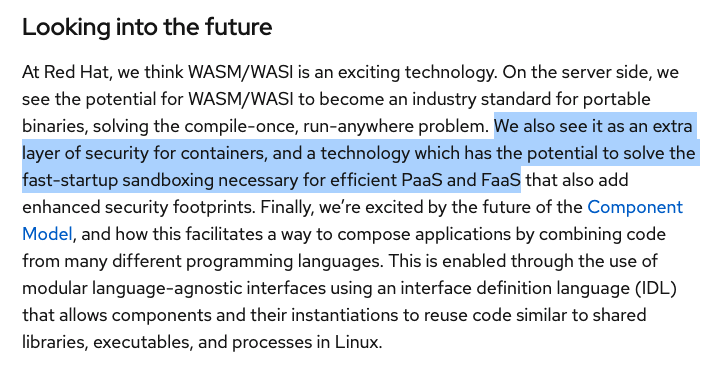 Looking into the future
At Red Hat, we think WASM/WASI is an exciting technology. On the server side, we
see the potential for WASM/WASI to become an industry standard for portable
binaries, solving the compile-once, run-anywhere problem. We also see it as an extra
layer of security for containers, and a technology which has the potential to solve the
fast-startup sandboxing necessary for efficient PaaS and FaaS that also add
enhanced security footprints. Finally, we’re excited by the future of the Component
Model, and how this facilitates a way to compose applications by combining code
from many different programming languages. This is enabled through the use of
modular language-agnostic interfaces using an interface definition language (IDL)
that allows components and their instantiations to reuse code similar to shared
libraries, executables, and processes in Linux.